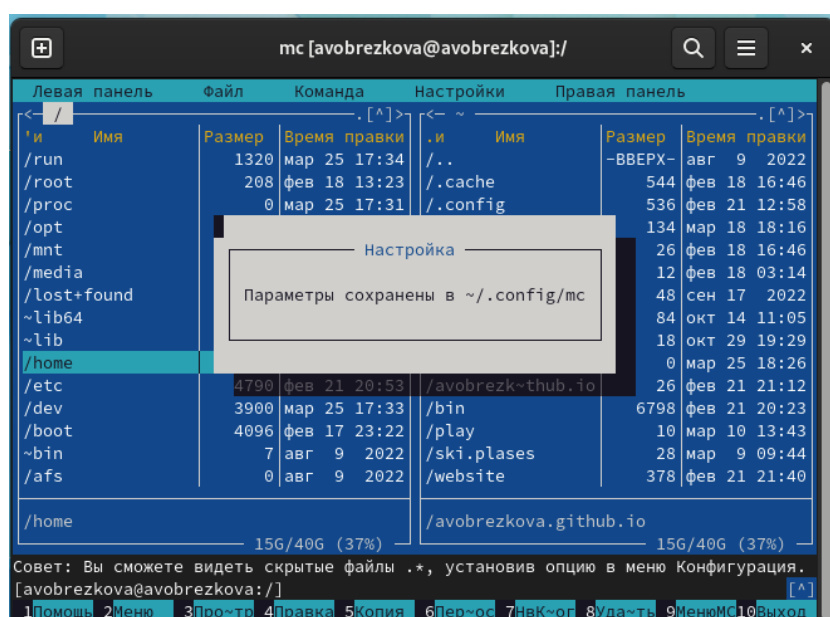 mc [avobrezkova@avobrezkova]:/
Левая панель Файл Команда Настройки Правая панель
<— / .[^]> <— ~ .[^]>
'и Имя Размер Время правки .и Имя Размер Время правки
/run 1320 мар 25 17:34 /.. -ВВЕРХ- авг 9 2022
/root 208 фев 18 13:23 /.cache 544 фев 18 16:46
/proc 0 мар 25 17:31 /.config 536 фев 21 12:58
/opt 134 мар 18 18:16
/mnt Настройка 26 фев 18 16:46
/media 12 фев 18 03:14
/lost+found Параметры сохранены в ~/.config/mc 48 сен 17 2022
~lib64 84 окт 14 11:05
~lib 18 окт 29 19:29
/home 0 мар 25 18:26
/etc 4790 фев 21 20:53 /avobrezk~thub.io 26 фев 21 21:12
/dev 3900 мар 25 17:33 /bin 6798 фев 21 20:23
/boot 4096 фев 17 23:22 /play 10 мар 10 13:43
~bin 7 авг 9 2022 /ski.plases 28 мар 9 09:44
/afs 0 авг 9 2022 /website 378 фев 21 21:40
/home /avobrezkova.github.io
15G/40G (37%) 15G/40G (37%)
Совет: Вы сможете видеть скрытые файлы .*, установив опцию в меню Конфигурация.
[avobrezkova@avobrezkova:/] [^]
1Помощь 2Меню 3Про~тр 4Правка 5Копия 6Пер~ос 7НвК~ог 8Уда~ть 9МенюМС 10Выход